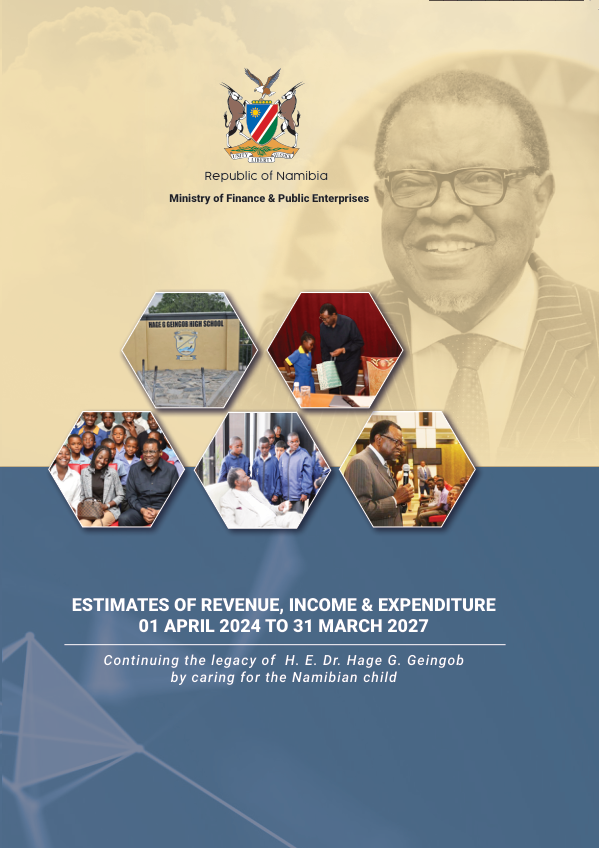 UNITY LIBERTY JUSTICE
Republic of Namibia
Ministry of Finance & Public Enterprises
HAGE G GEINGOB HIGH SCHOOL
ESTIMATES OF REVENUE, INCOME & EXPENDITURE
01 APRIL 2024 TO 31 MARCH 2027
Continuing the legacy of H. E. Dr. Hage G. Geingob
by caring for the Namibian child